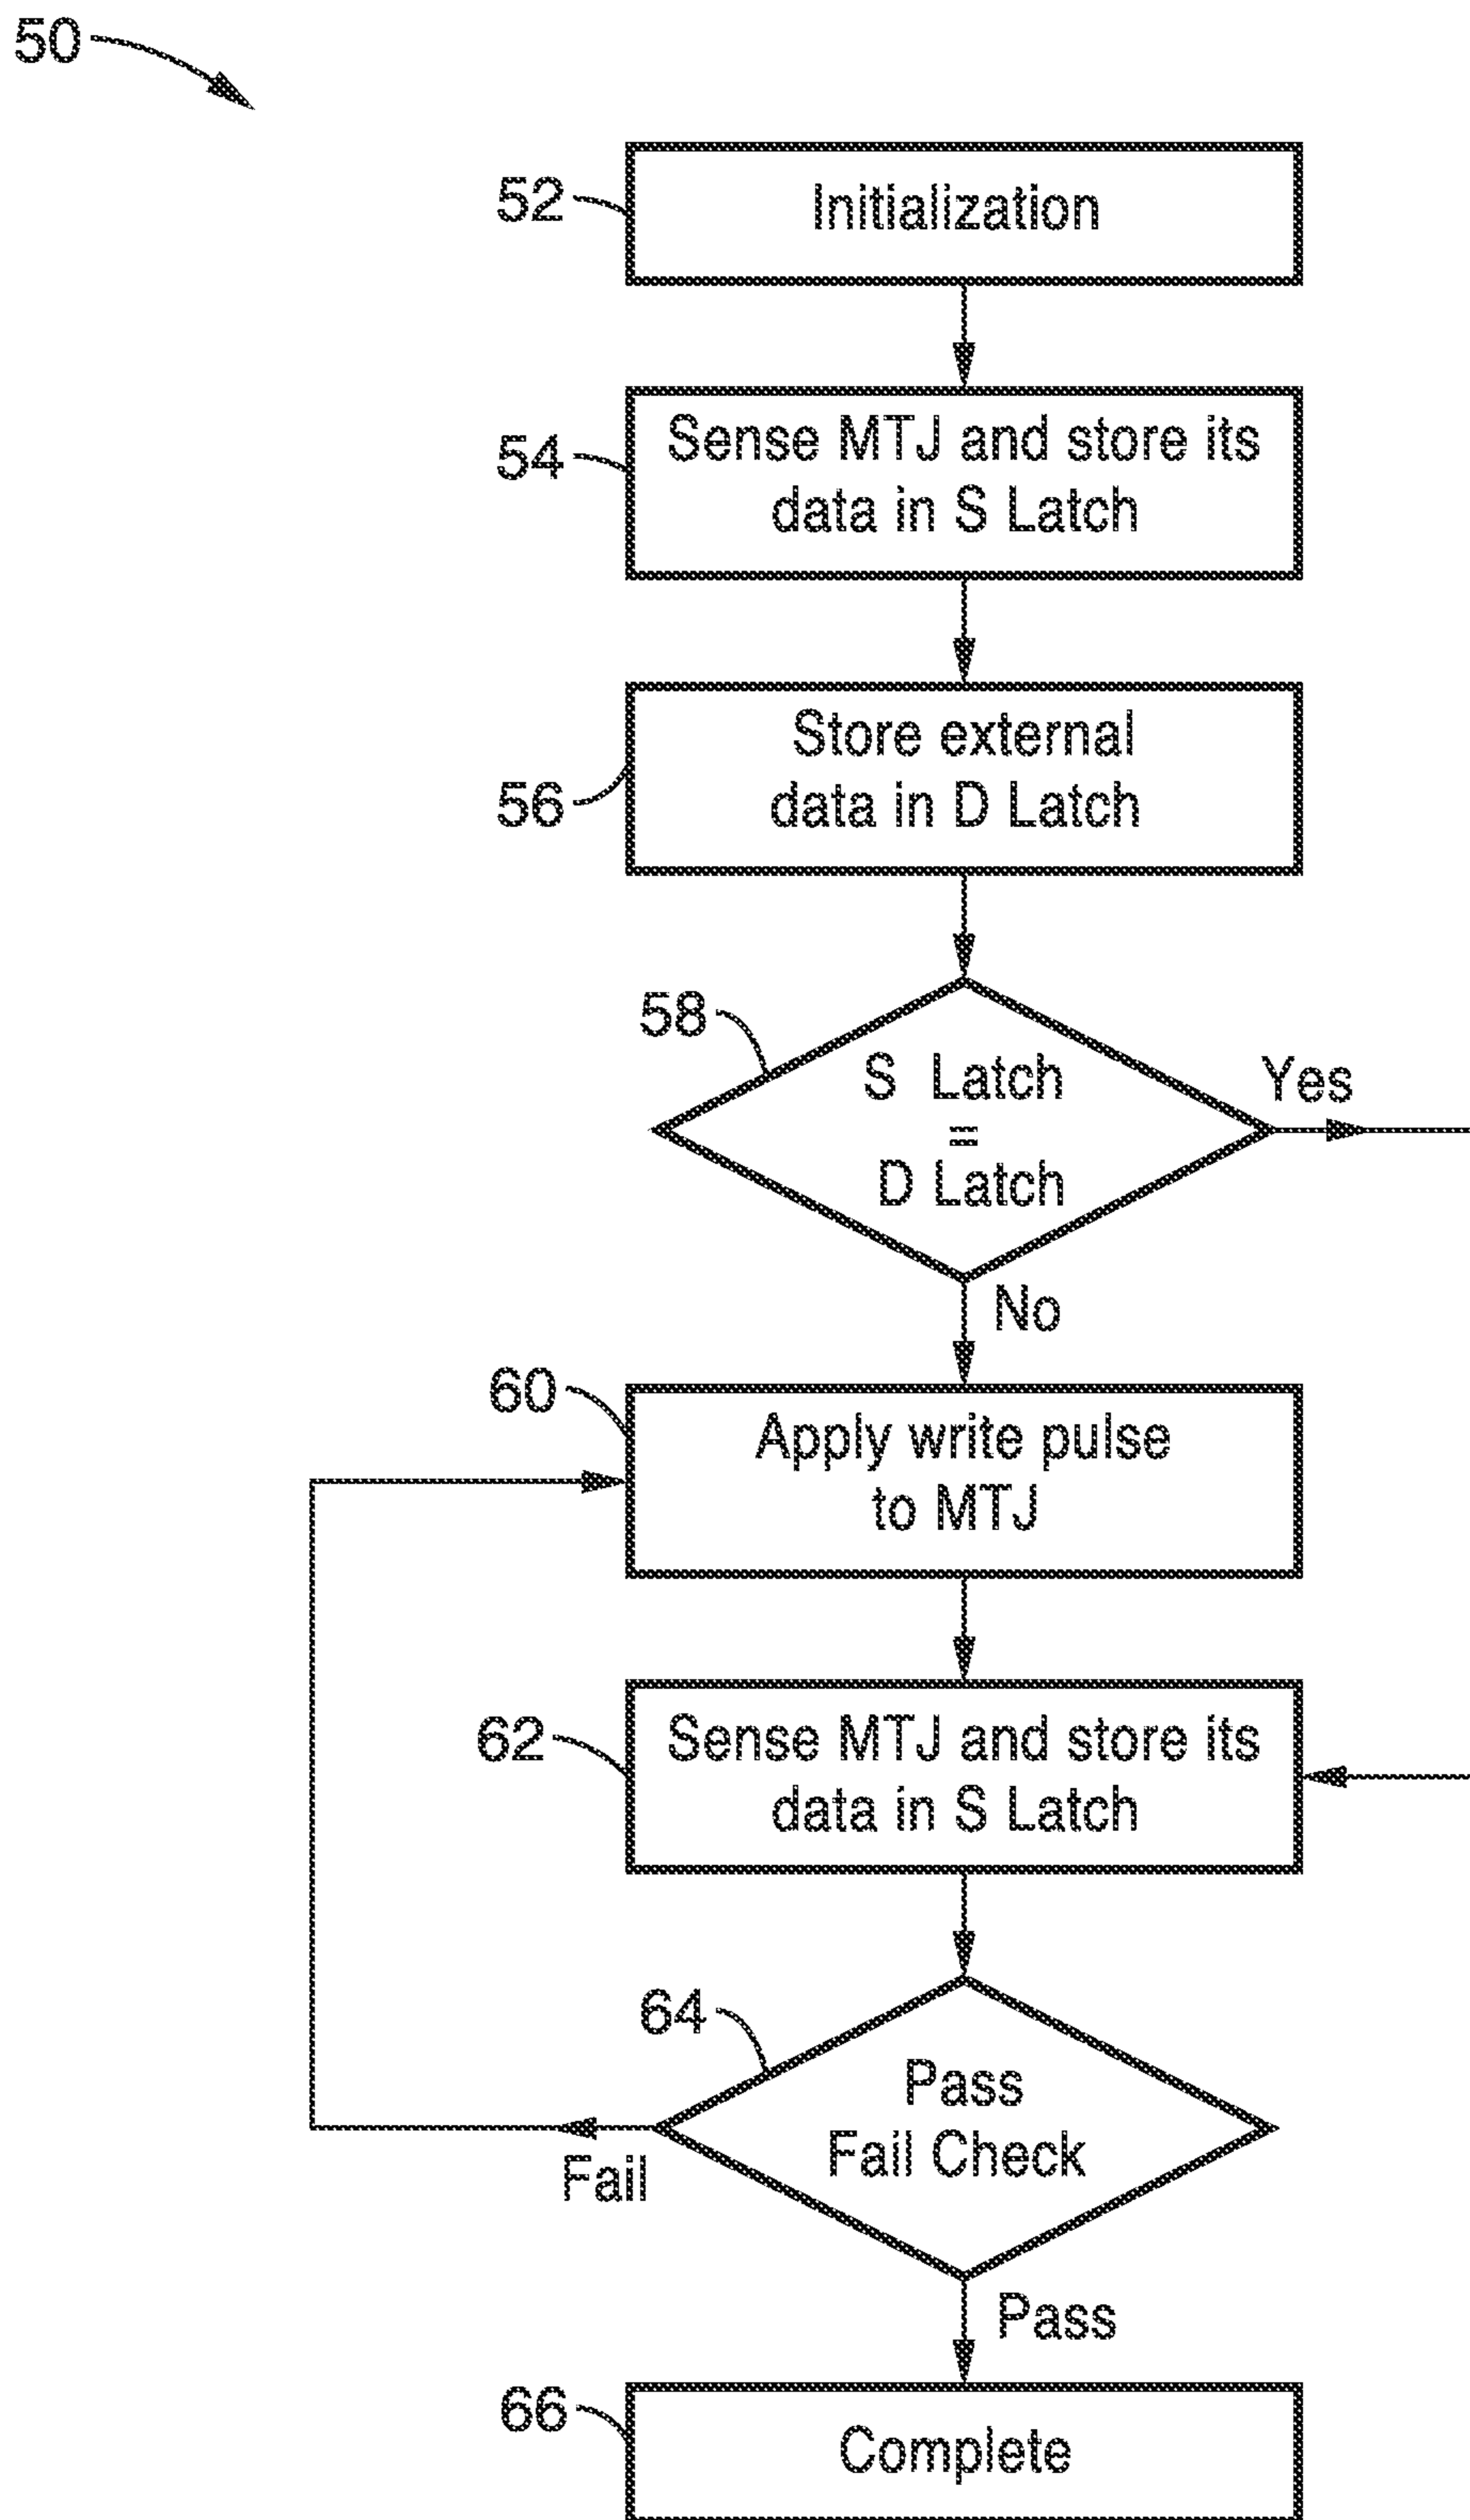 50
52
Initialization
54
Sense MTJ and store its
data in S Latch
56
Store external
data in D Latch
58
S Latch
=
D Latch
Yes
No
60
Apply write pulse
to MTJ
62
Sense MTJ and store its
data in S Latch
64
Pass
Fail Check
Fail
Pass
66
Complete